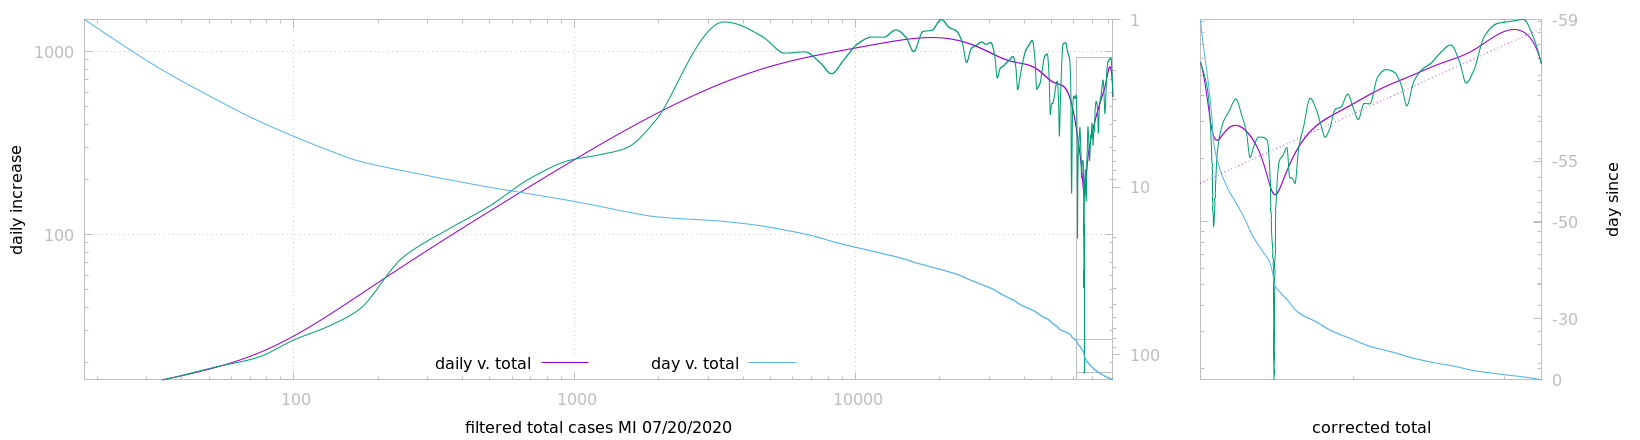 1000
100
daily increase
daily v. total
day v. total
100
1000
10000
filtered total cases MI 07/20/2020
1
10
100
-59
-55
-50
-30
0
day since
corrected total